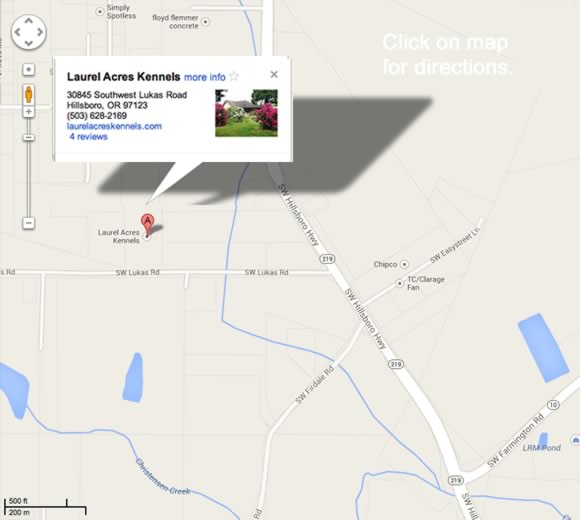 Simply
Spotless
floyd flemmer
concrete
Click on map
for directions.
Laurel Acres Kennels more info
30845 Southwest Lukas Road
Hillsboro, OR 97123
(503) 628-2169
laurelacreskennels.com
4 reviews
A
Laurel Acres
Kennels
SW Hillsboro Hwy
219
SW Easystreet Ln
Chipco
TC/Clarage
Fan
s Rd
SW Lukas Rd
SW Lukas Rd
SW Hillsboro Hwy
219
SW Firdale Rd
10
SW Farmington Rd
LRM Pond
Christensen Creek
219
SW Hil
Rd
500 ft
200 m